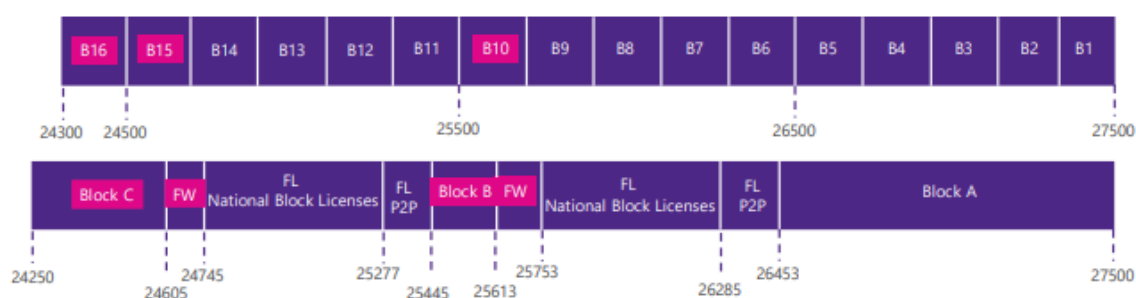 B16 B15 B14 B13 B12 B11 B10 B9 B8 B7 B6 B5 B4 B3 B2 B1
24300 24500 25500 26500 27500
Block C FW FL National Block Licenses FL P2P Block B FW FL National Block Licenses FL P2P Block A
24250 24605 24745 25277 25445 25613 25753 26285 26453 27500